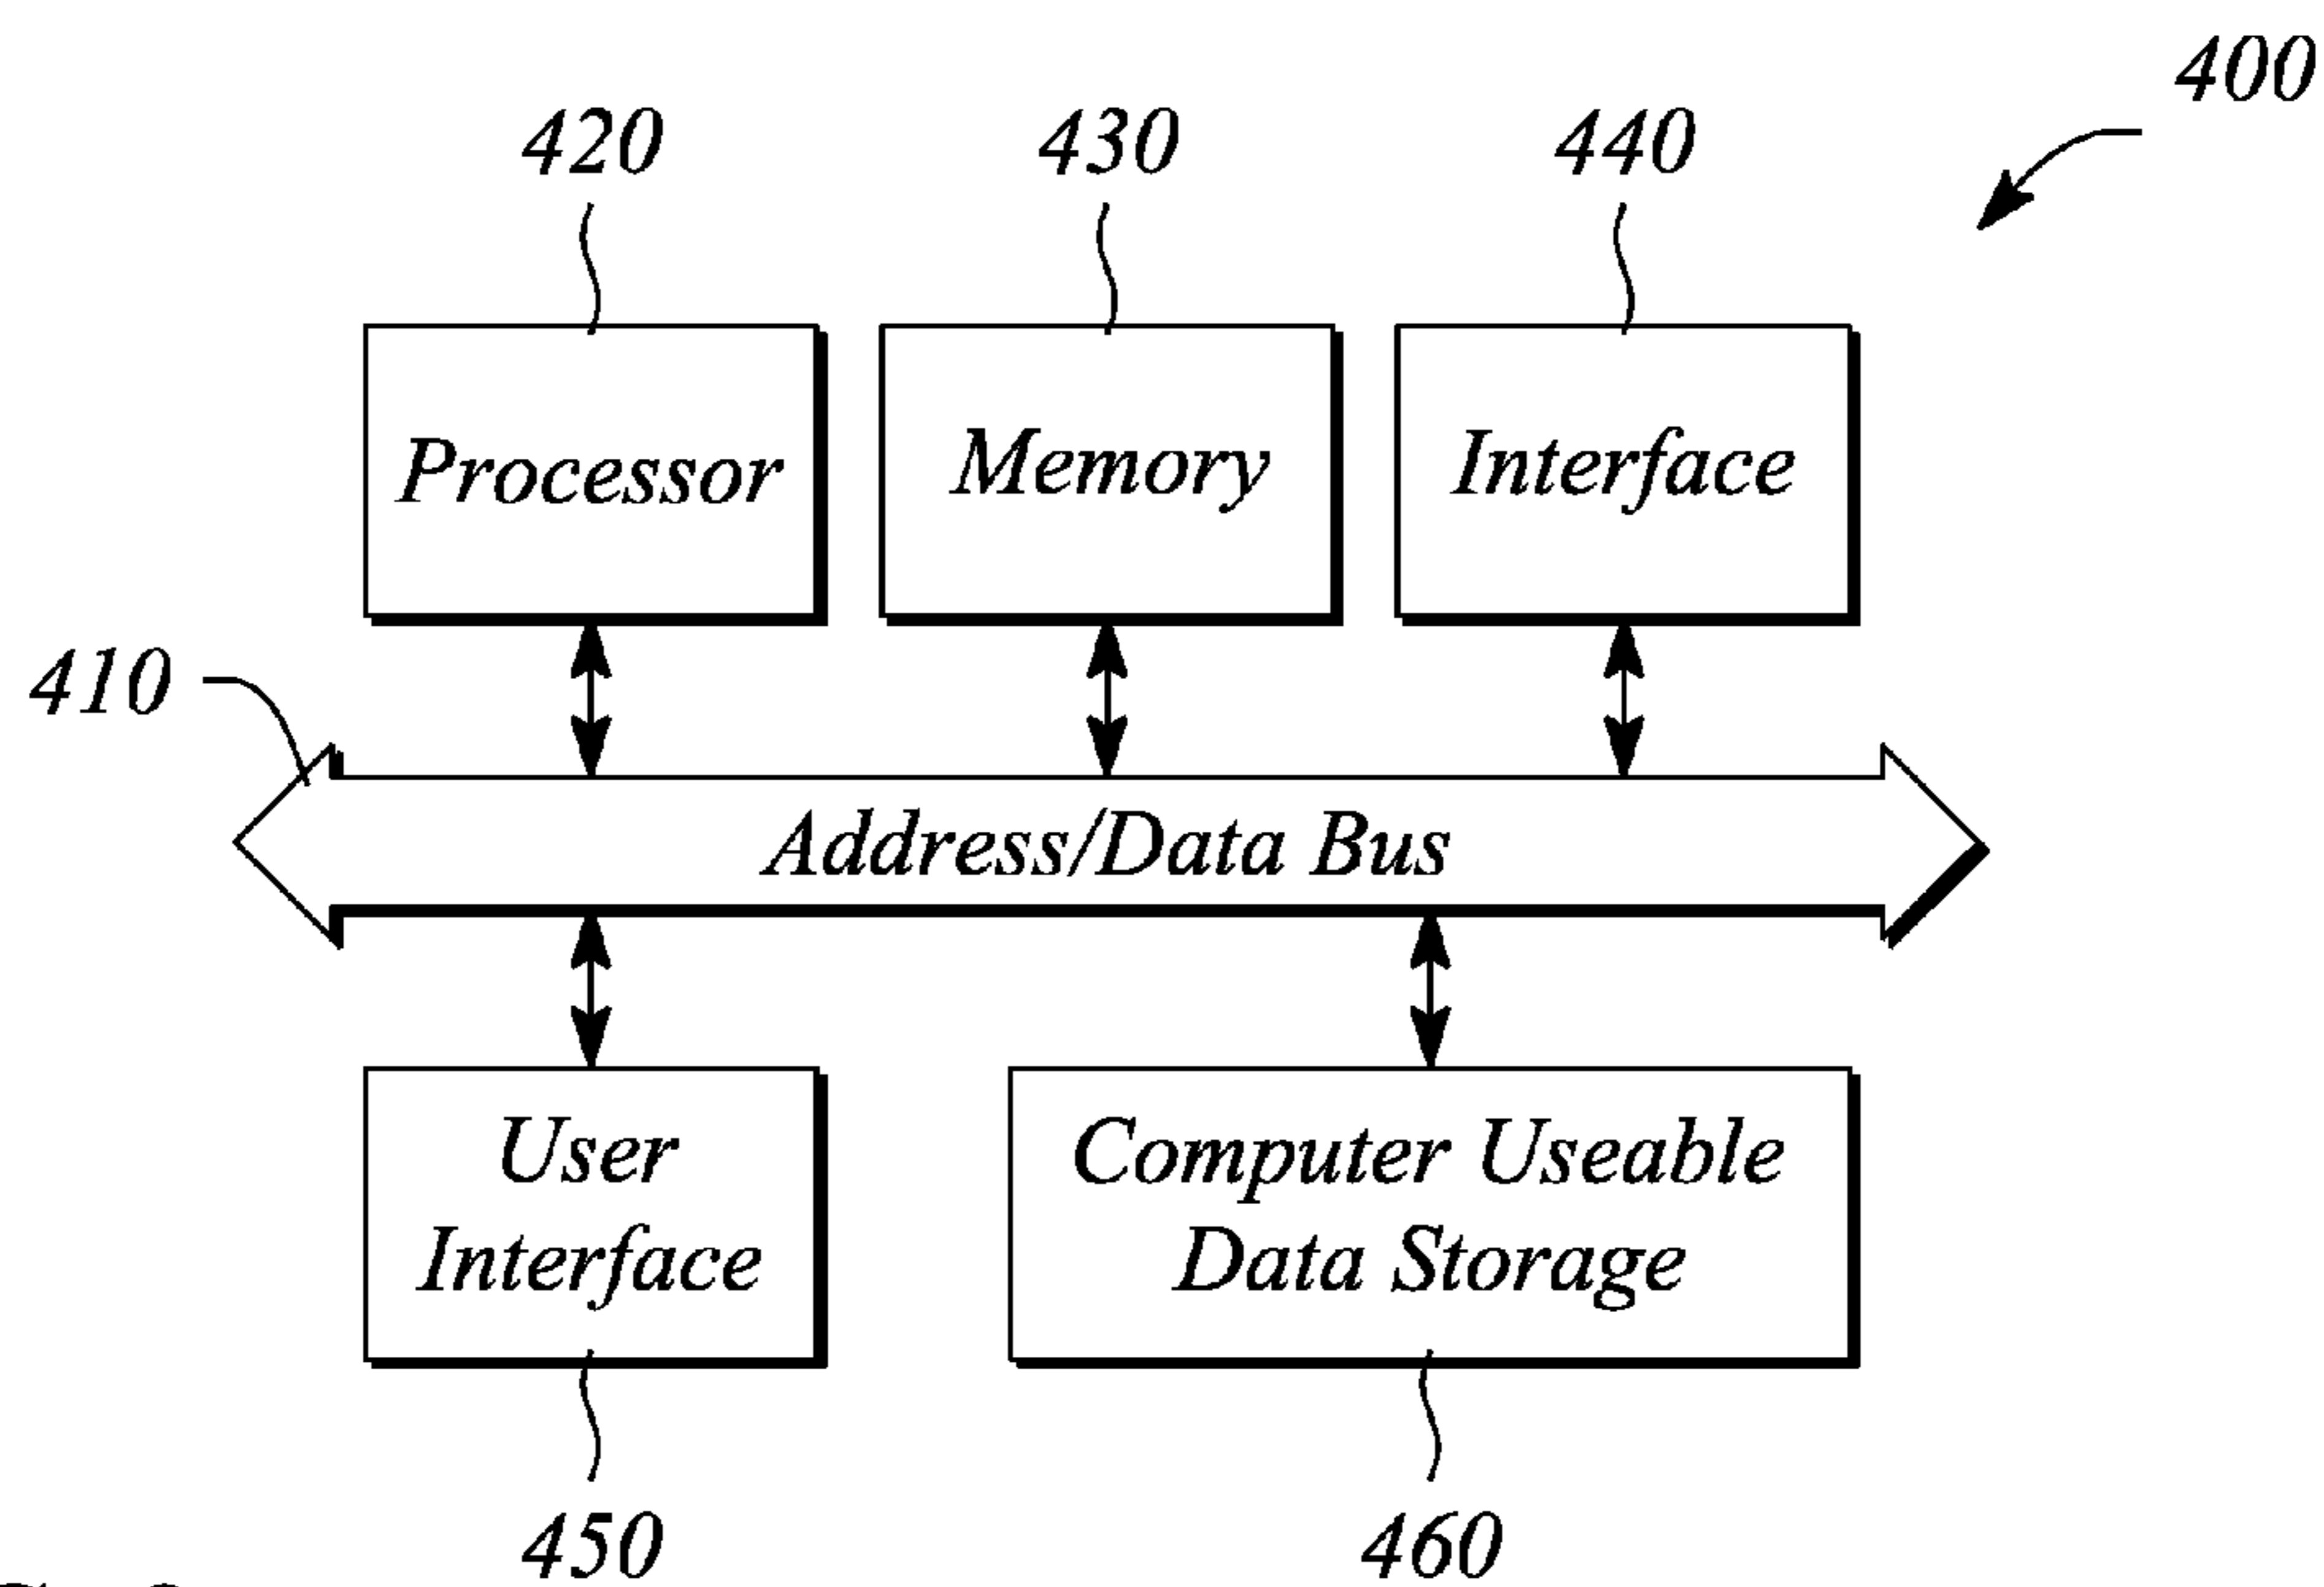 400
420 430 440
Processor Memory Interface
410
Address/Data Bus
User
Interface
Computer Useable
Data Storage
450 460